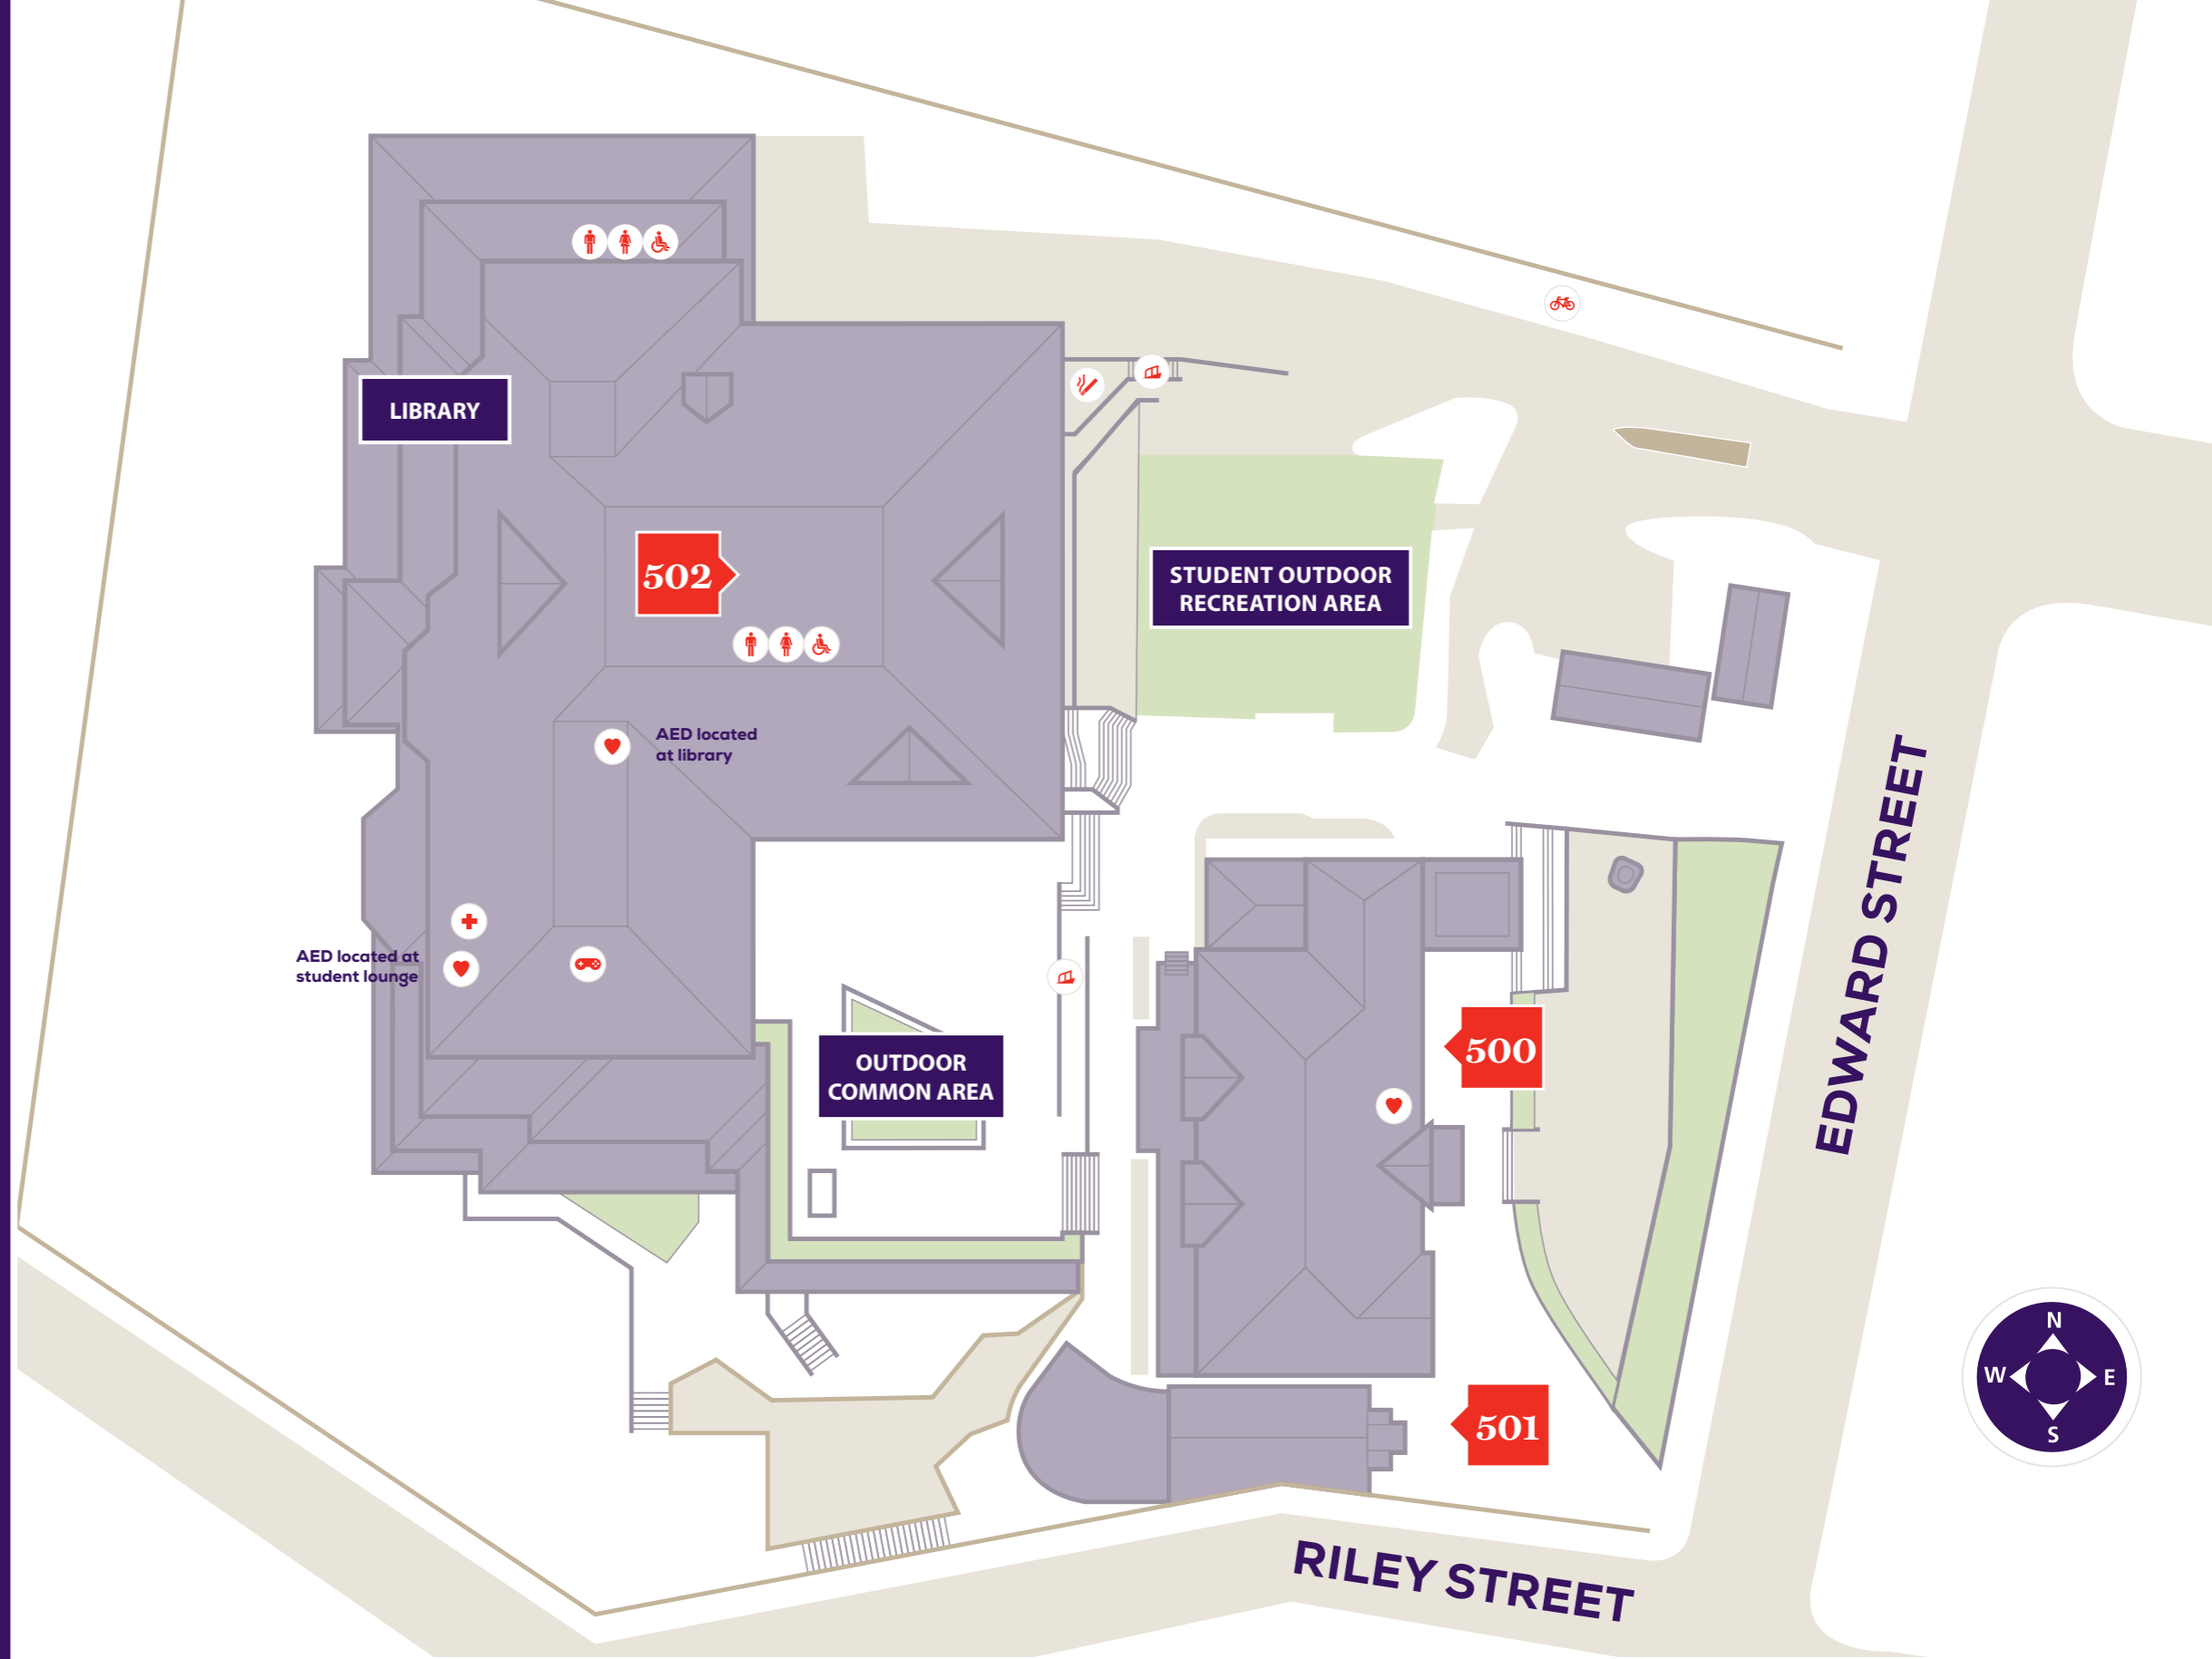 LIBRARY
502
STUDENT OUTDOOR
RECREATION AREA
AED located
at library
AED located at
student lounge
OUTDOOR
COMMON AREA
500
501
EDWARD STREET
RILEY STREET
N
W
E
S